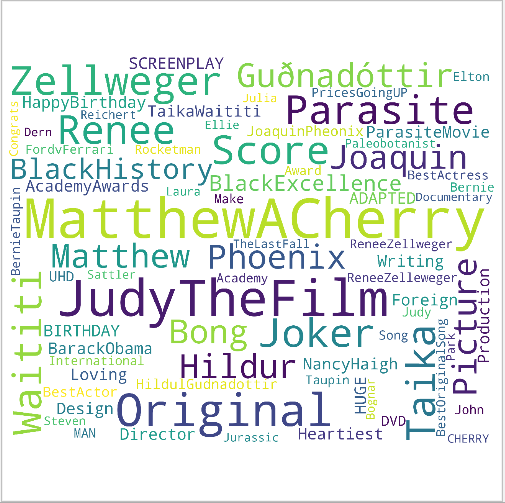 SCREENPLAY
Zellweger
Guðnadóttir
Elton
Congrats
HappyBirthday
Julia
PricesGoingUP
Reichert
TaikaWaititi
Parasite
Dern
Renee
Ellie
JoaquinPheonix
ParasiteMovie
FordvFerrari
Rocketman
Score
Paleobotanist
BlackHistory
Award
Joaquin
BestActress
AcademyAwards
Laura
BlackExcellence
ADAPTED
Documentary
Bernie
Make
MatthewACherry
BernieTaupin
Matthew
TheLastFall
ReneeZellweger
Phoenix
Writing
UHD
Sattler
Academy
ReneeZelleweger
JudyTheFilm
Foreign
Picture
Production
Waititi
BIRTHDAY
Bong
Joker
Song
Judy
Taika
BestOriginalSong
Park
BarackObama
International
Hildur
NancyHaigh
Loving
HildulGudnadottir
Taupin
HUGE
Bognar
BestActor
Design
Original
DVD
John
Steven
MAN
Director
Jurassic
Heartiest
CHERRY